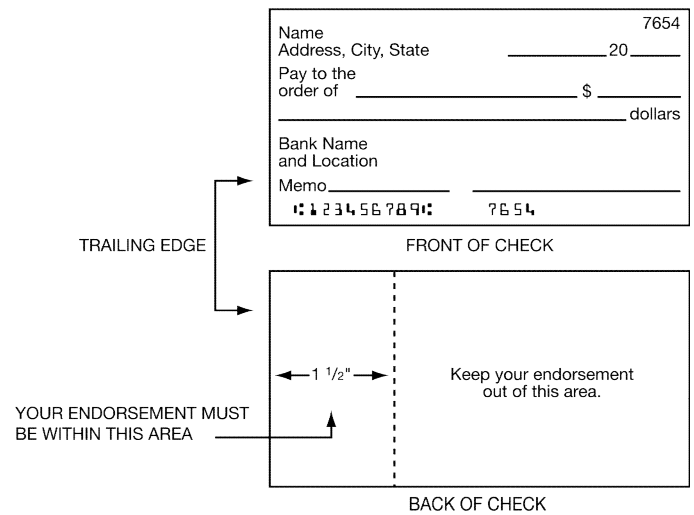 7654
Name
Address, City, State 20
Pay to the
order of $
dollars
Bank Name
and Location
Memo
⑆123456789⑆ 7654
TRAILING EDGE
FRONT OF CHECK
1 1/2"
Keep your endorsement
out of this area.
YOUR ENDORSEMENT MUST
BE WITHIN THIS AREA
BACK OF CHECK